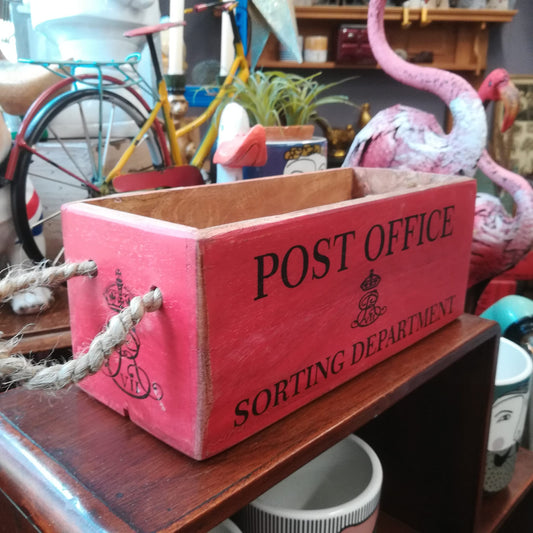 POST OFFICE
SORTING DEPARTMENT